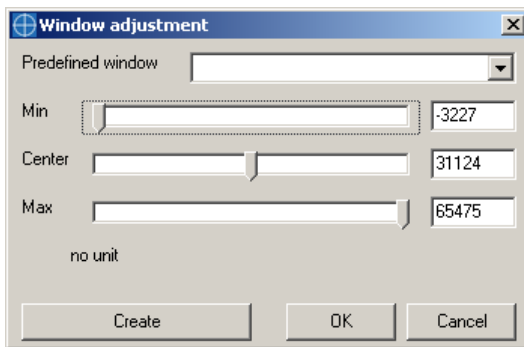 Window adjustment
Predefined window
Min
-3227
Center
31124
Max
65475
no unit
Create OK Cancel